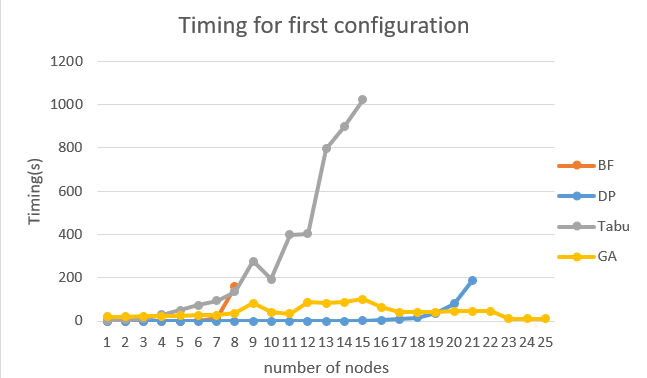 Timing for first configuration
1200
1000
800
600
400
200
0
Timing(s)
1 2 3 4 5 6 7 8 9 10 11 12 13 14 15 16 17 18 19 20 21 22 23 24 25
number of nodes
BF
DP
Tabu
GA